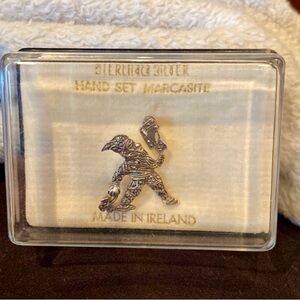 STERLING SILVER
HAND SET MARCASITE
MADE IN IRELAND